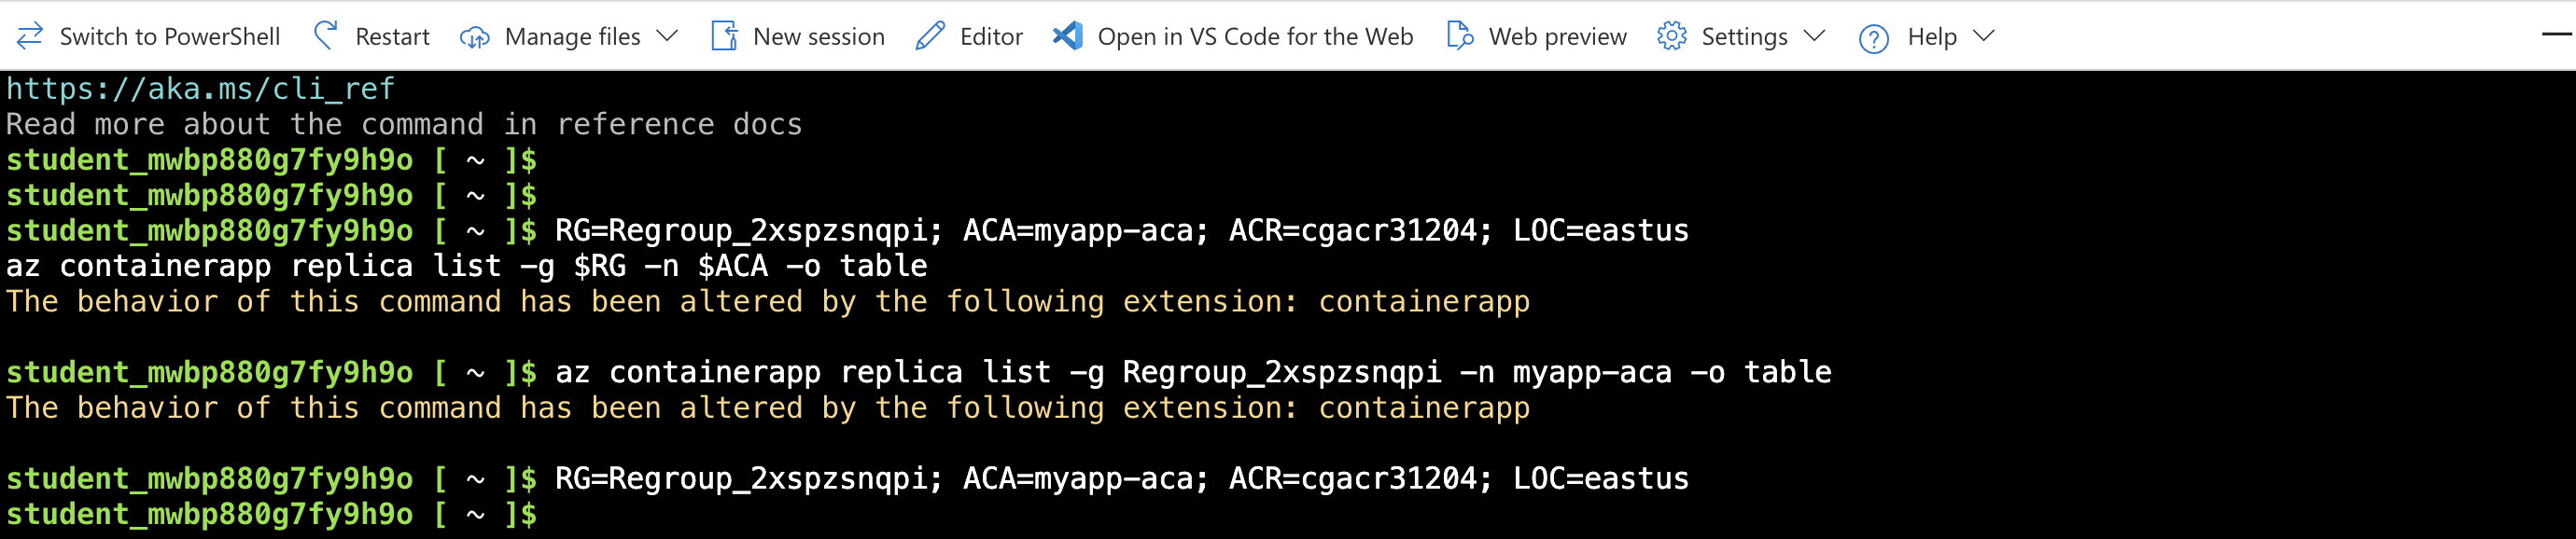 Switch to PowerShell Restart Manage files New session Editor Open in VS Code for the Web Web preview Settings Help
https://aka.ms/cli_ref
Read more about the command in reference docs
student_mwbp880g7fy9h9o [ ~ ]$
student_mwbp880g7fy9h9o [ ~ ]$
student_mwbp880g7fy9h9o [ ~ ]$ RG=Regroup_2xspzsnqpi; ACA=myapp-aca; ACR=cgacr31204; LOC=eastus
az containerapp replica list -g $RG -n $ACA -o table
The behavior of this command has been altered by the following extension: containerapp
student_mwbp880g7fy9h9o [ ~ ]$ az containerapp replica list -g Regroup_2xspzsnqpi -n myapp-aca -o table
The behavior of this command has been altered by the following extension: containerapp
student_mwbp880g7fy9h9o [ ~ ]$ RG=Regroup_2xspzsnqpi; ACA=myapp-aca; ACR=cgacr31204; LOC=eastus
student_mwbp880g7fy9h9o [ ~ ]$